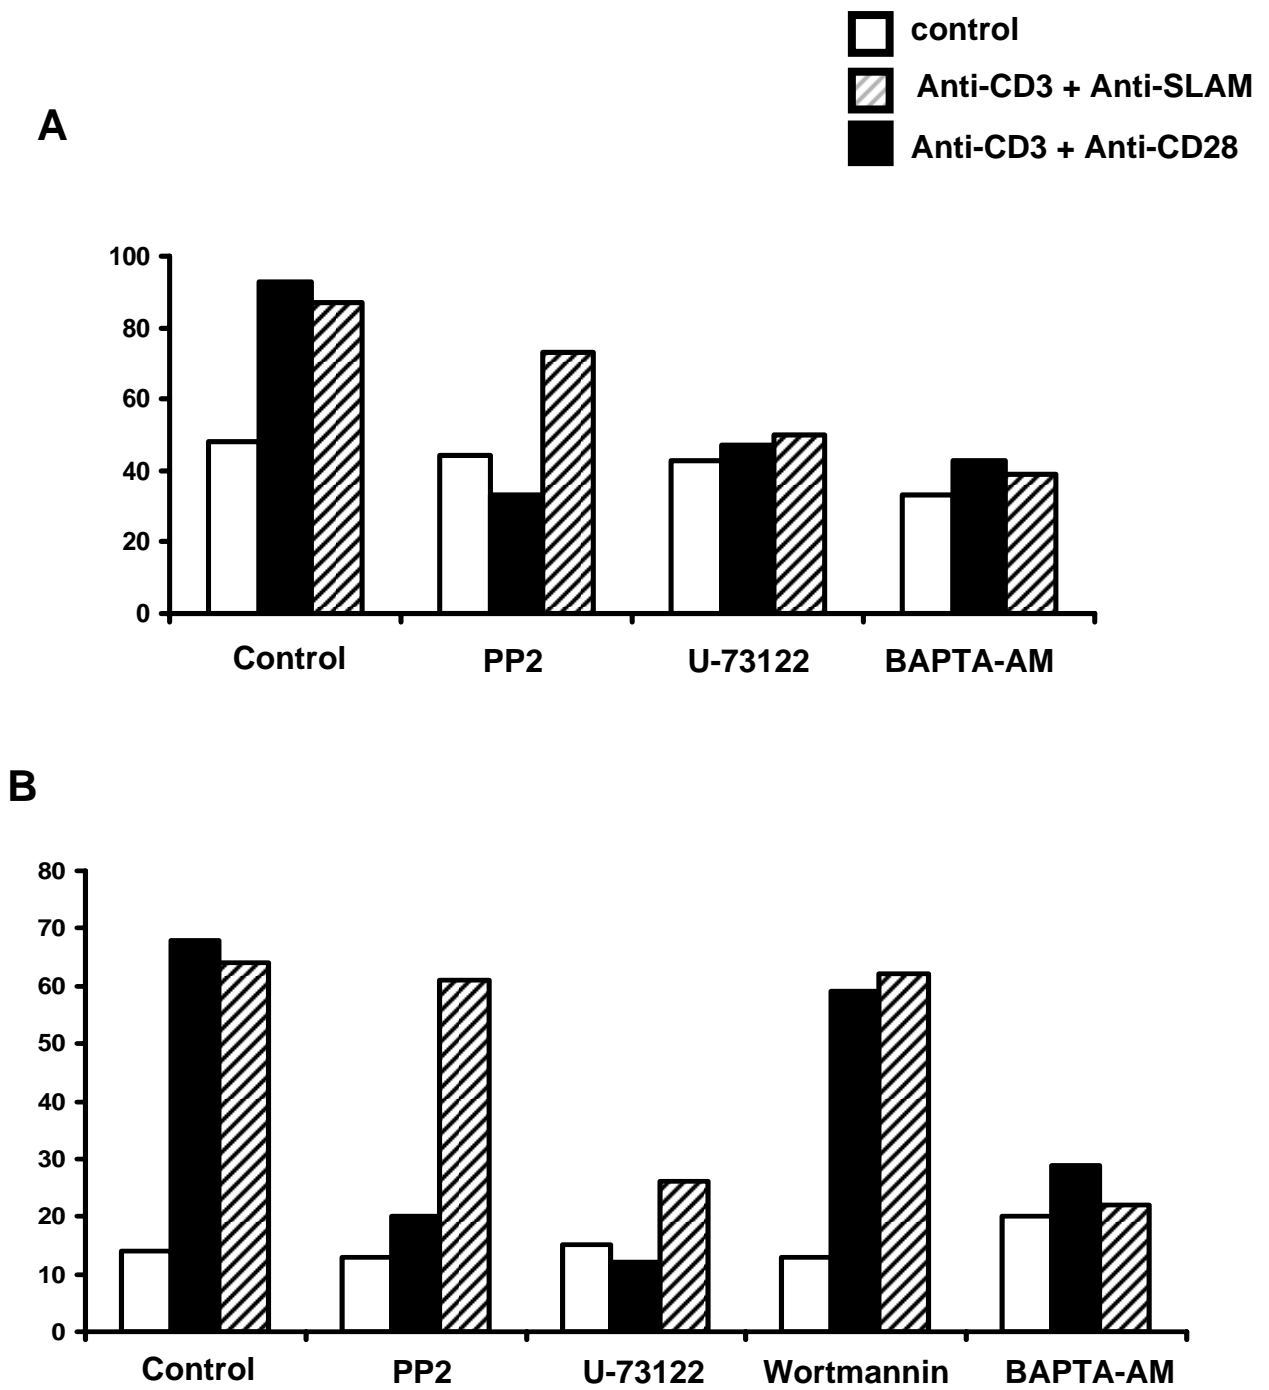 control
Anti-CD3 + Anti-SLAM
A
Anti-CD3 + Anti-CD28
100
80
60
40
20
0
Control PP2 U-73122 BAPTA-AM
B
80
70
60
50
40
30
20
10
0
Control PP2 U-73122 Wortmannin BAPTA-AM